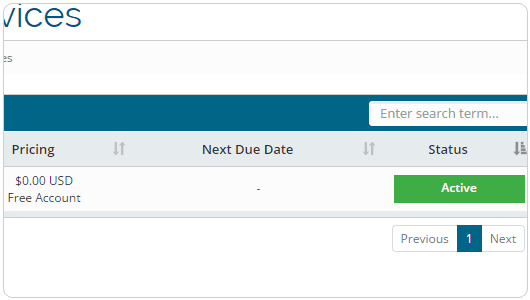 vices
es
Enter search term...
Pricing Next Due Date Status
$0.00 USD
Free Account
-
Active
Previous 1 Next